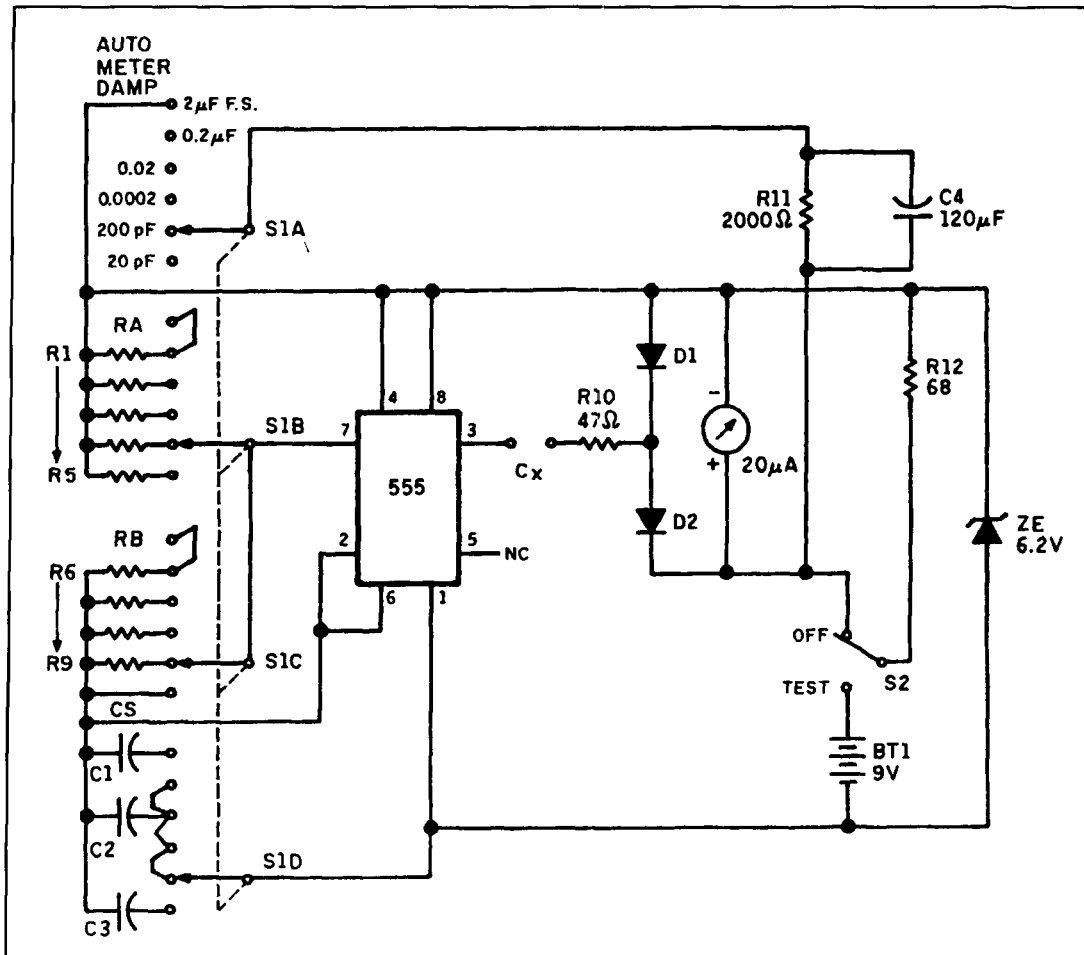 AUTO
METER
DAMP
2µF F.S.
0.2µF
0.02
0.0002
200 pF
20 pF
S1A
R11
2000Ω
C4
120µF
RA
R1
R5
S1B
4
8
7
3
555
2
5
6
1
NC
Cx
R10
47Ω
D1
D2
-
+
20µA
R12
68
ZE
6.2V
RB
R6
R9
S1C
CS
OFF
S2
TEST
BT1
9V
C1
C2
S1D
C3